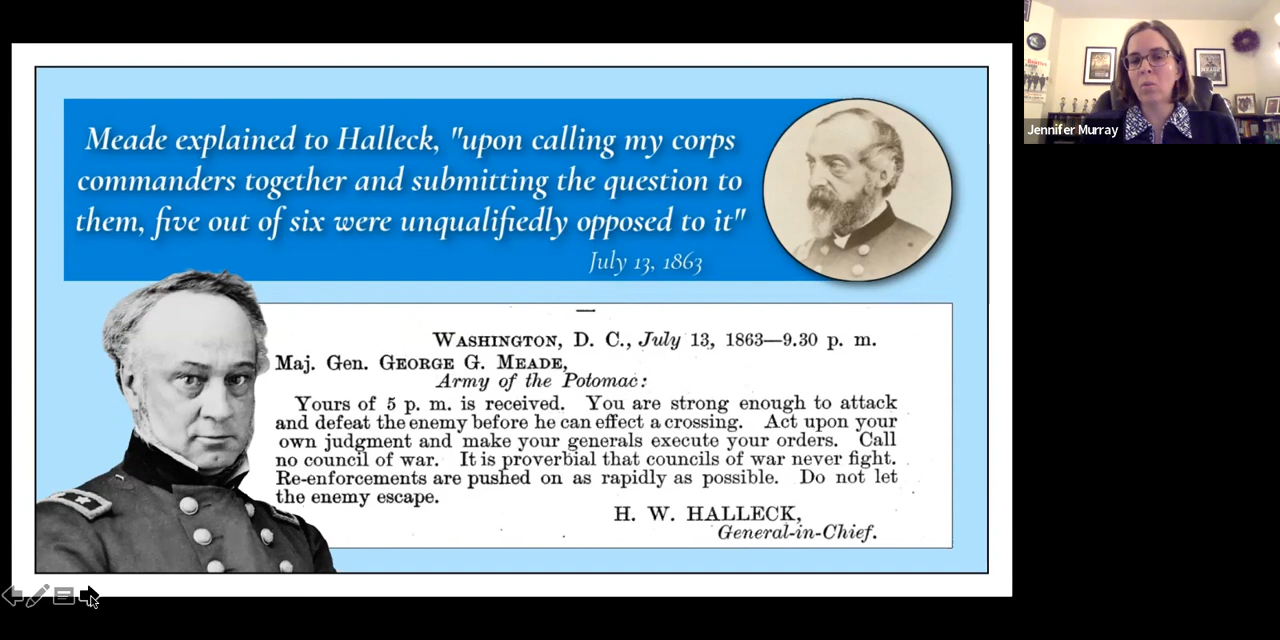 Meade explained to Halleck, "upon calling my corps
commanders together and submitting the question to
them, five out of six were unqualifiedly opposed to it"
July 13, 1863
WASHINGTON, D. C., July 13, 1863—9.30 p. m.
Maj. Gen. GEORGE G. MEADE,
Army of the Potomac:
Yours of 5 p. m. is received. You are strong enough to attack
and defeat the enemy before he can effect a crossing. Act upon your
own judgment and make your generals execute your orders. Call
no council of war. It is proverbial that councils of war never fight.
Re-enforcements are pushed on as rapidly as possible. Do not let
the enemy escape.
H. W. HALLECK,
General-in-Chief.
Jennifer Murray